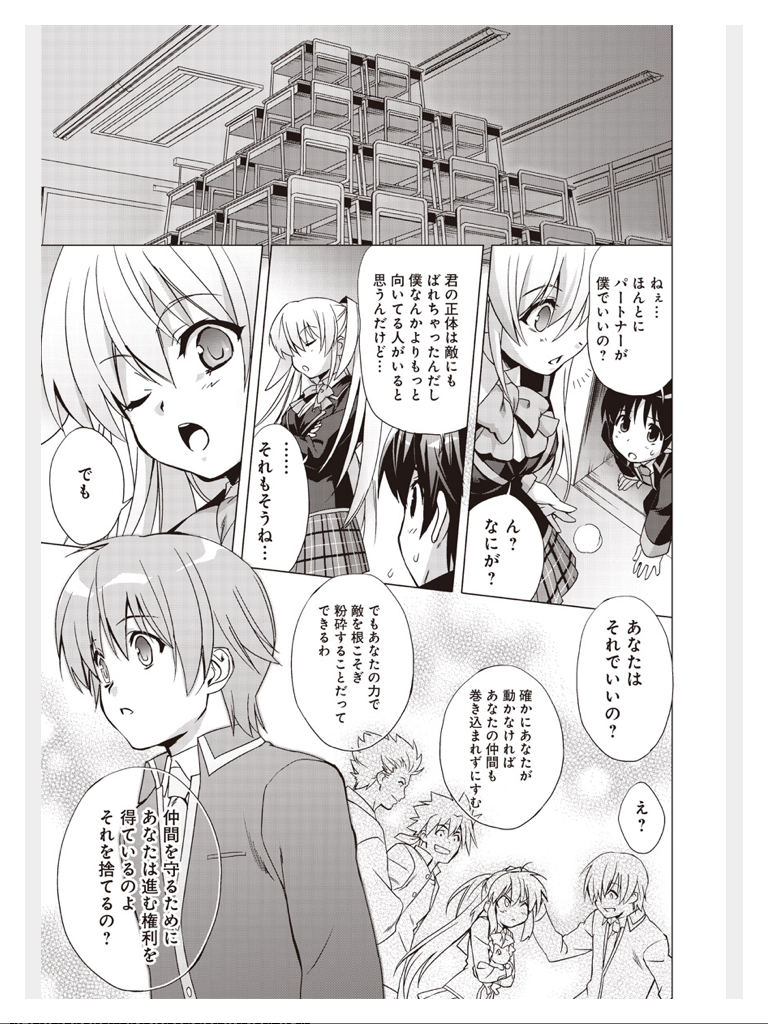 ねぇ…
ほんとに
パートナーが
僕でいいの？
ん？
なにが？
君の正体は敵にも
ばれちゃったんだし
僕なんかよりもっと
向いてる人がいると
思うんだけど…
……
それもそうね…
でも
あなたは
それでいいの？
え？
確かにあなたが
動かなければ
あなたの仲間も
巻き込まれずにすむ
でもあなたの力で
敵を根こそぎ
粉砕することだって
できるわ
仲間を守るために
あなたは進む権利を
得ているのよ
それを捨てるの？